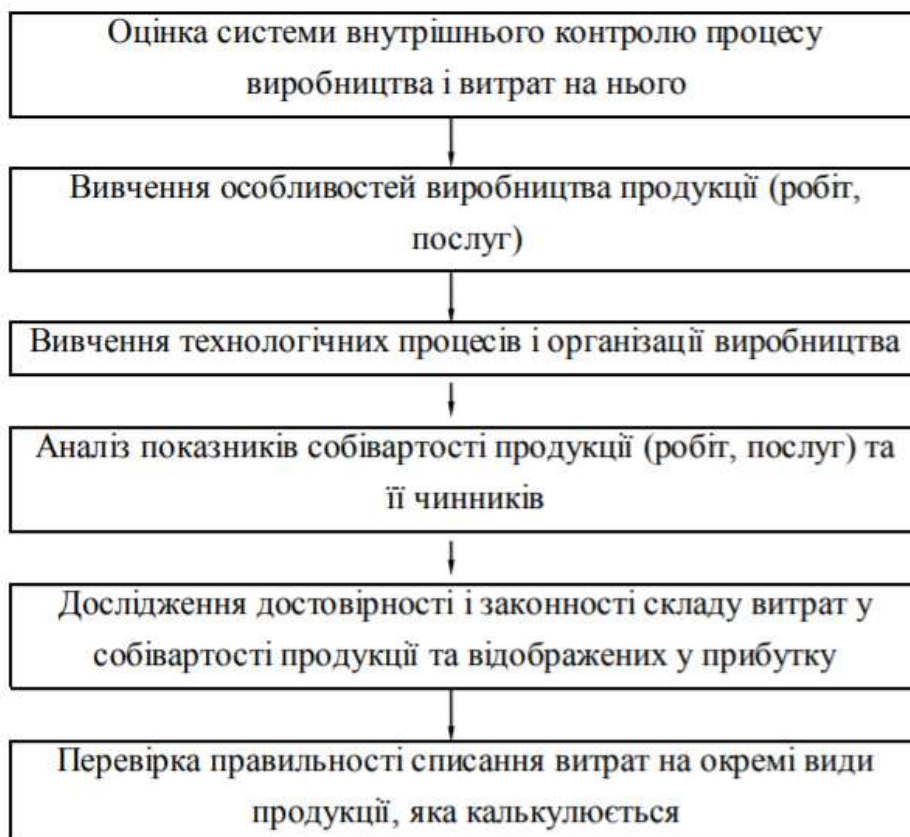 Оцінка системи внутрішнього контролю процесу
виробництва і витрат на нього
Вивчення особливостей виробництва продукції (робіт,
послуг)
Вивчення технологічних процесів і організації виробництва
Аналіз показників собівартості продукції (робіт, послуг) та
її чинників
Дослідження достовірності і законності складу витрат у
собівартості продукції та відображених у прибутку
Перевірка правильності списання витрат на окремі види
продукції, яка калькулюється